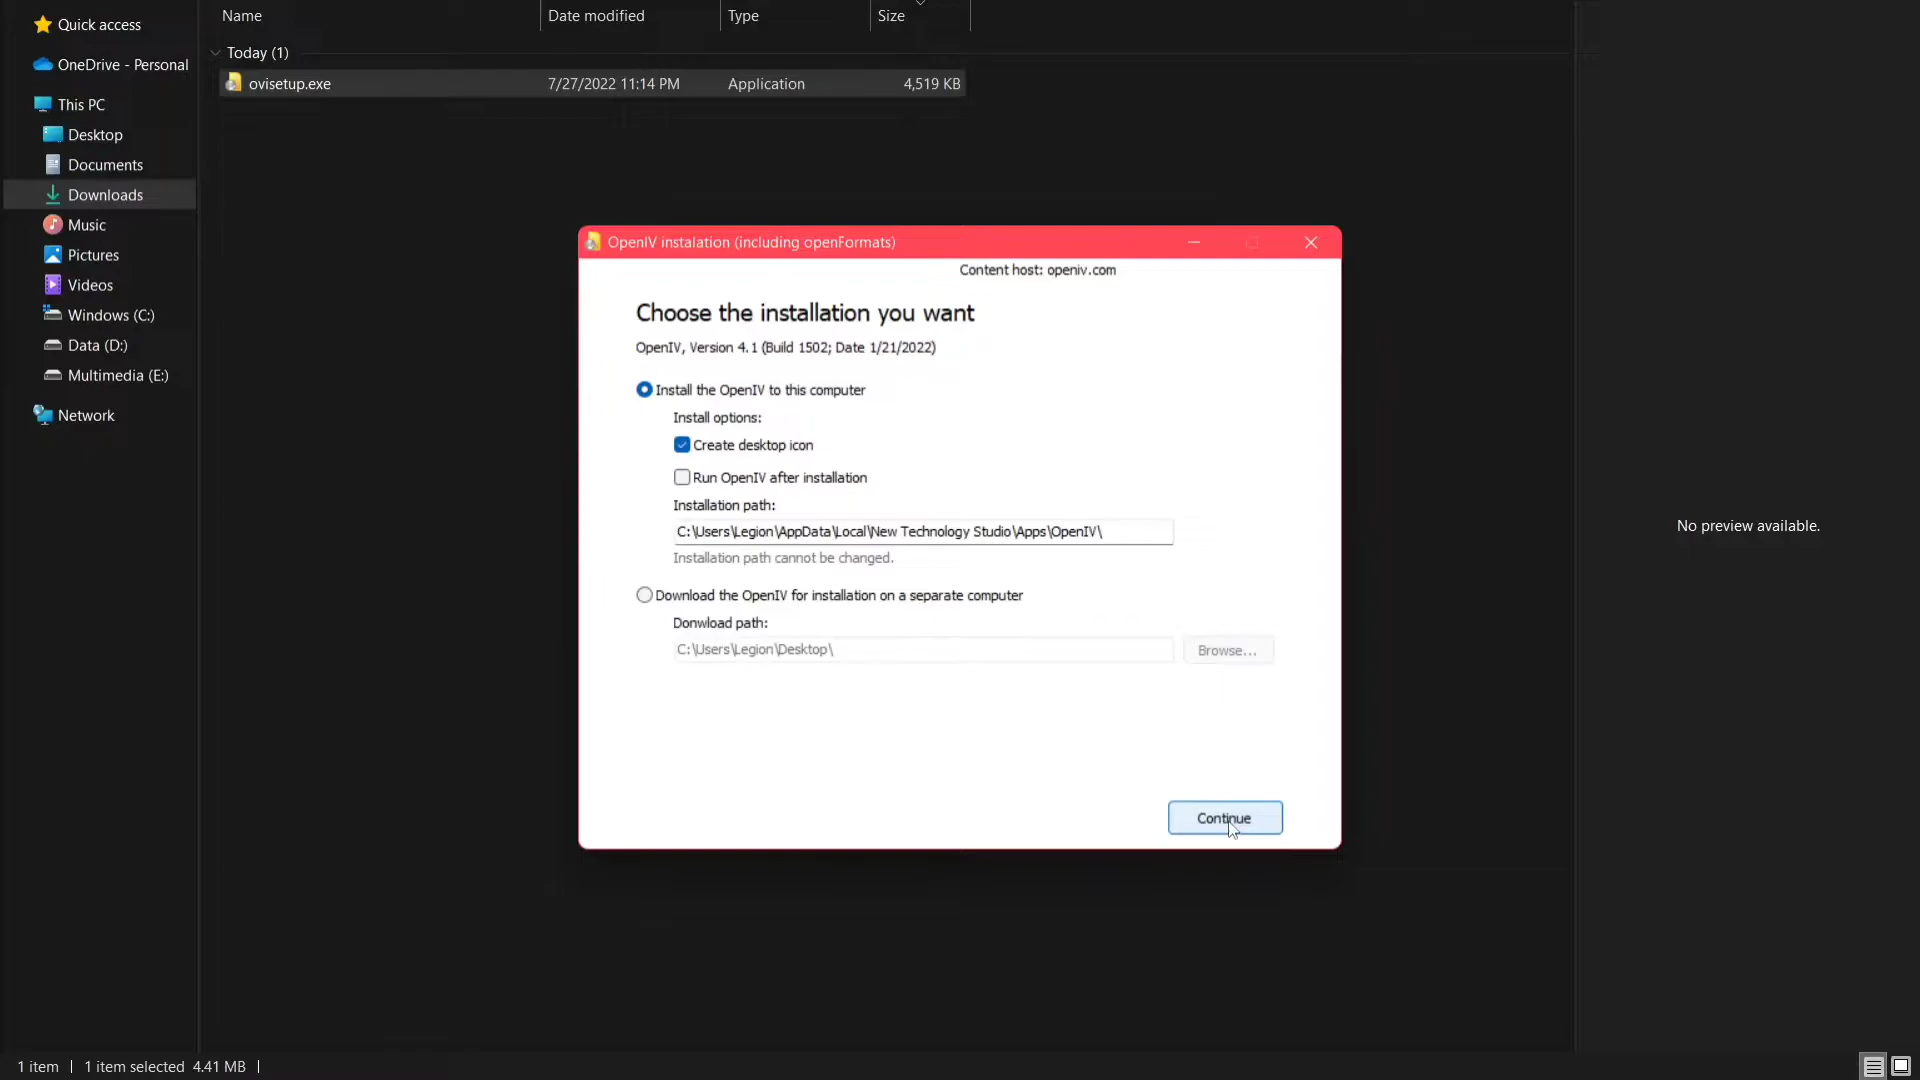 Quick access
OneDrive - Personal
This PC
Desktop
Documents
Downloads
Music
Pictures
Videos
Windows (C:)
Data (D:)
Multimedia (E:)
Network
Name Date modified Type Size
Today (1)
ovisetup.exe 7/27/2022 11:14 PM Application 4,519 KB
OpenIV instalation (including openFormats)
Content host: openiv.com
Choose the installation you want
OpenIV, Version 4.1 (Build 1502; Date 1/21/2022)
Install the OpenIV to this computer
Install options:
Create desktop icon
Run OpenIV after installation
Installation path:
C:\Users\Legion\AppData\Local\New Technology Studio\Apps\OpenIV\
Installation path cannot be changed.
Download the OpenIV for installation on a separate computer
Donwload path:
C:\Users\Legion\Desktop\
Browse...
Continue
No preview available.
1 item 1 item selected 4.41 MB